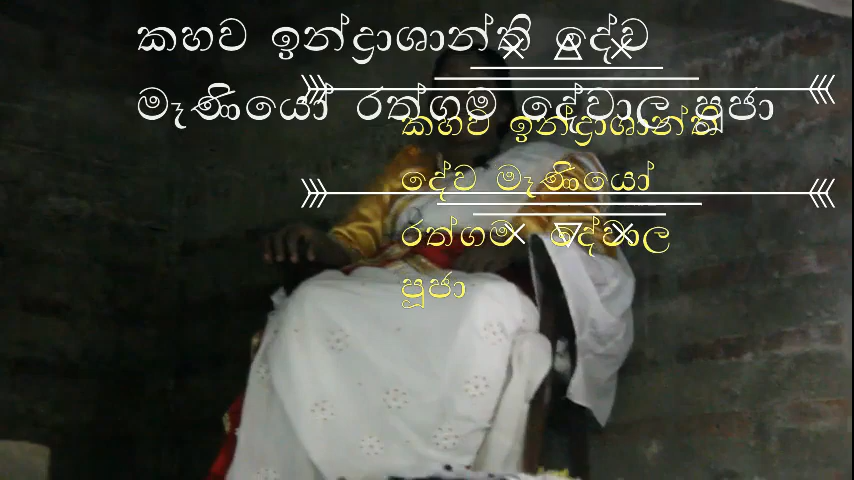 කහව ඉන්ද්‍රාශාන්ති දේව
මෑණියෝ රත්ගම දේවාල පූජා
කහව ඉන්ද්‍රාශාන්ති
දේව මෑණියෝ
රත්ගම දේවාල
පූජා